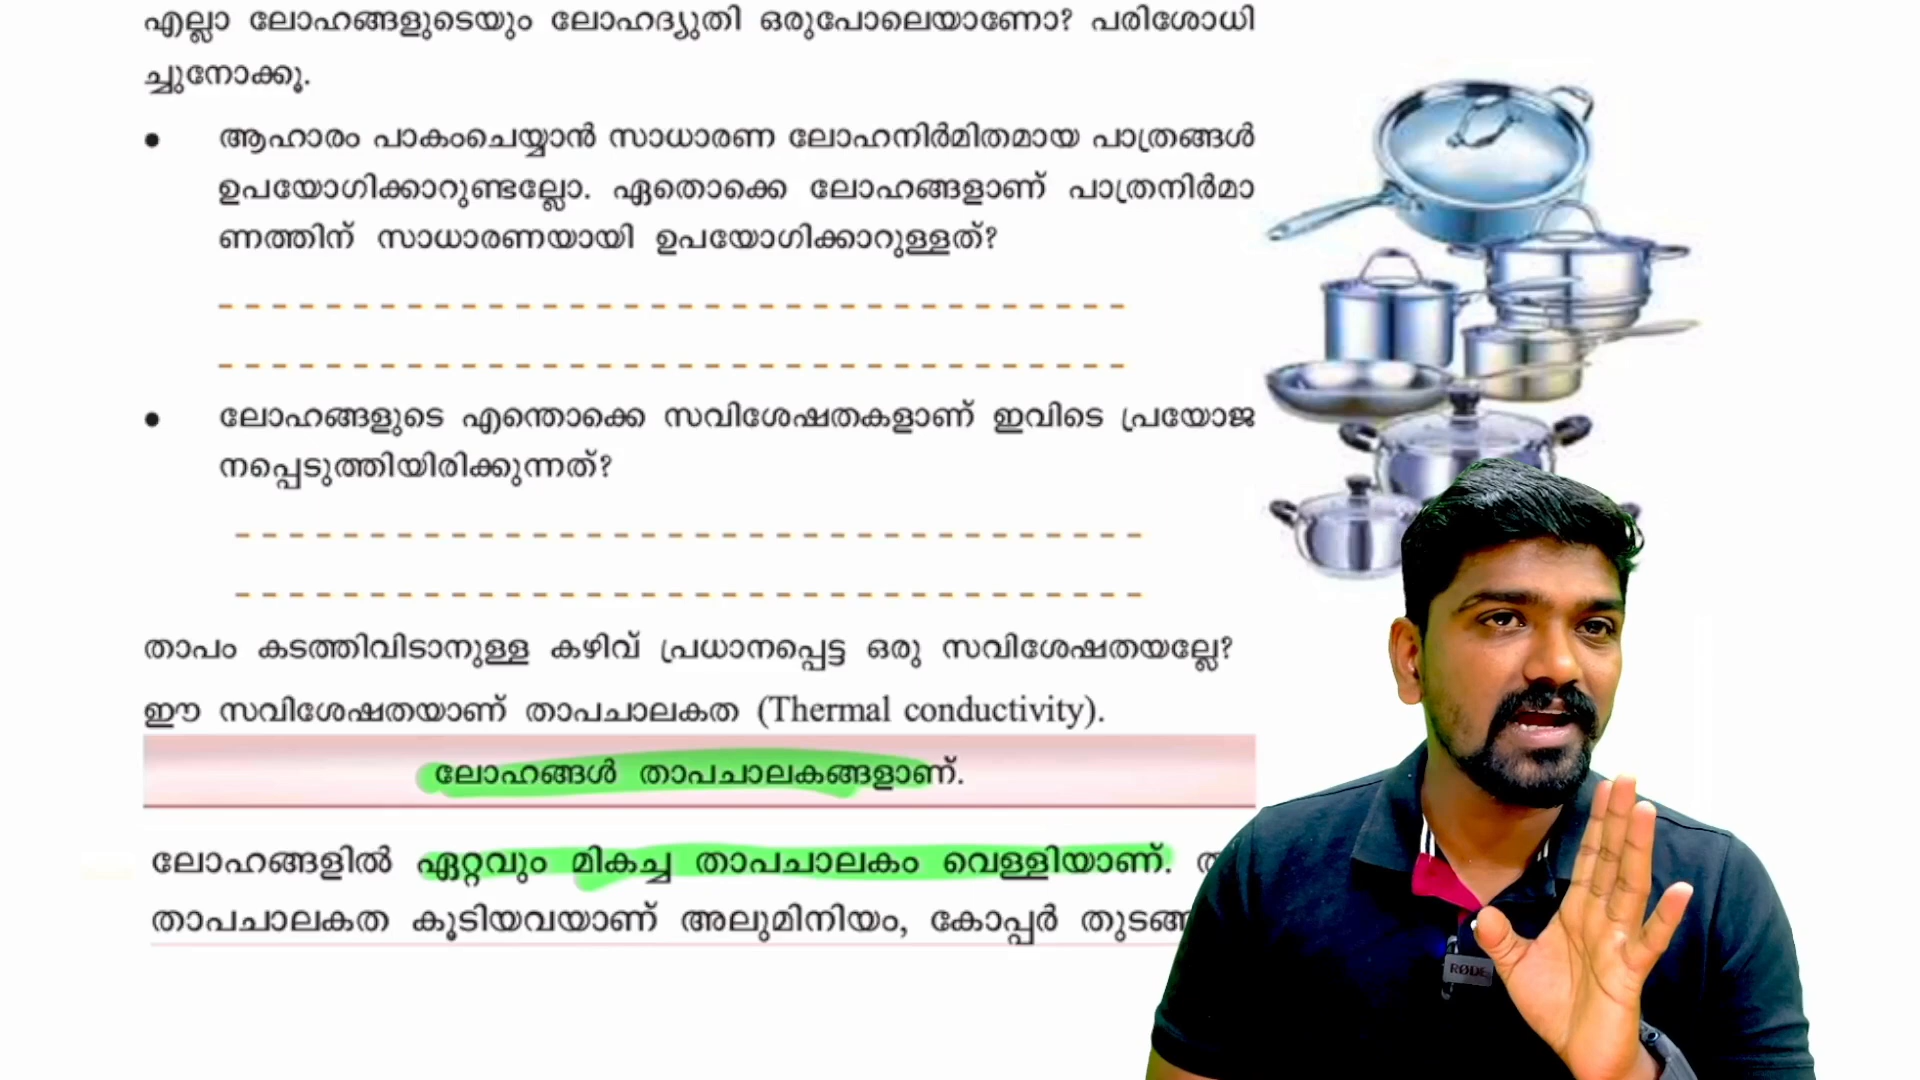 എല്ലാ ലോഹങ്ങളുടെയും ലോഹദ്യുതി ഒരുപോലെയാണോ? പരിശോധി
ച്ചുനോക്കൂ.
• ആഹാരം പാകംചെയ്യാൻ സാധാരണ ലോഹനിർമിതമായ പാത്രങ്ങൾ
ഉപയോഗിക്കാറുണ്ടല്ലോ. ഏതൊക്കെ ലോഹങ്ങളാണ് പാത്രനിർമാ
ണത്തിന് സാധാരണയായി ഉപയോഗിക്കാറുള്ളത്?
• ലോഹങ്ങളുടെ എന്തൊക്കെ സവിശേഷതകളാണ് ഇവിടെ പ്രയോജ
നപ്പെടുത്തിയിരിക്കുന്നത്?
താപം കടത്തിവിടാനുള്ള കഴിവ് പ്രധാനപ്പെട്ട ഒരു സവിശേഷതയല്ലേ?
ഈ സവിശേഷതയാണ് താപചാലകത (Thermal conductivity).
ലോഹങ്ങൾ താപചാലകങ്ങളാണ്.
ലോഹങ്ങളിൽ ഏറ്റവും മികച്ച താപചാലകം വെള്ളിയാണ്.
താപചാലകത കൂടിയവയാണ് അലുമിനിയം, കോപ്പർ തുടങ്ങ
RØDE